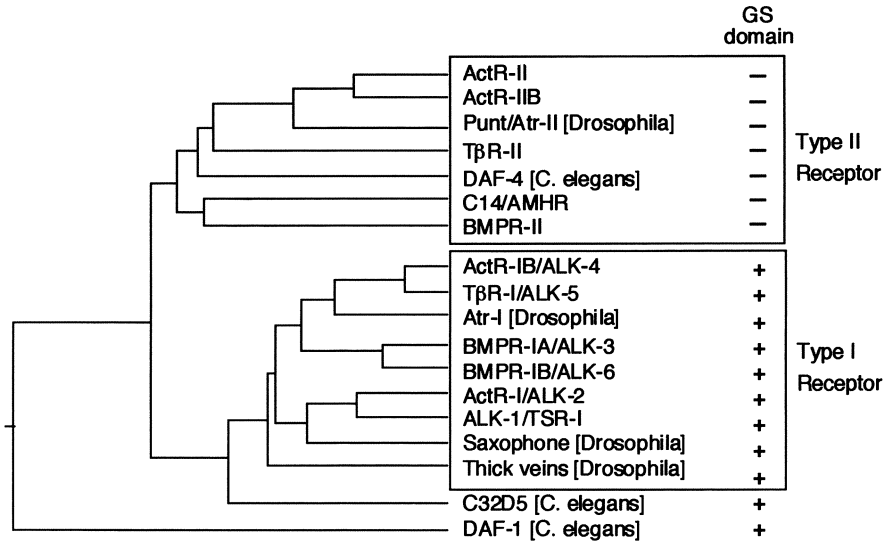 GS
domain
ActR-II −
ActR-IIB −
Punt/Atr-II [Drosophila] −
TβR-II −
DAF-4 [C. elegans] −
C14/AMHR −
BMPR-II −
Type II
Receptor
ActR-IB/ALK-4 +
TβR-I/ALK-5 +
Atr-I [Drosophila] +
BMPR-IA/ALK-3 +
BMPR-IB/ALK-6 +
ActR-I/ALK-2 +
ALK-1/TSR-I +
Saxophone [Drosophila] +
Thick veins [Drosophila] +
Type I
Receptor
C32D5 [C. elegans] +
DAF-1 [C. elegans] +